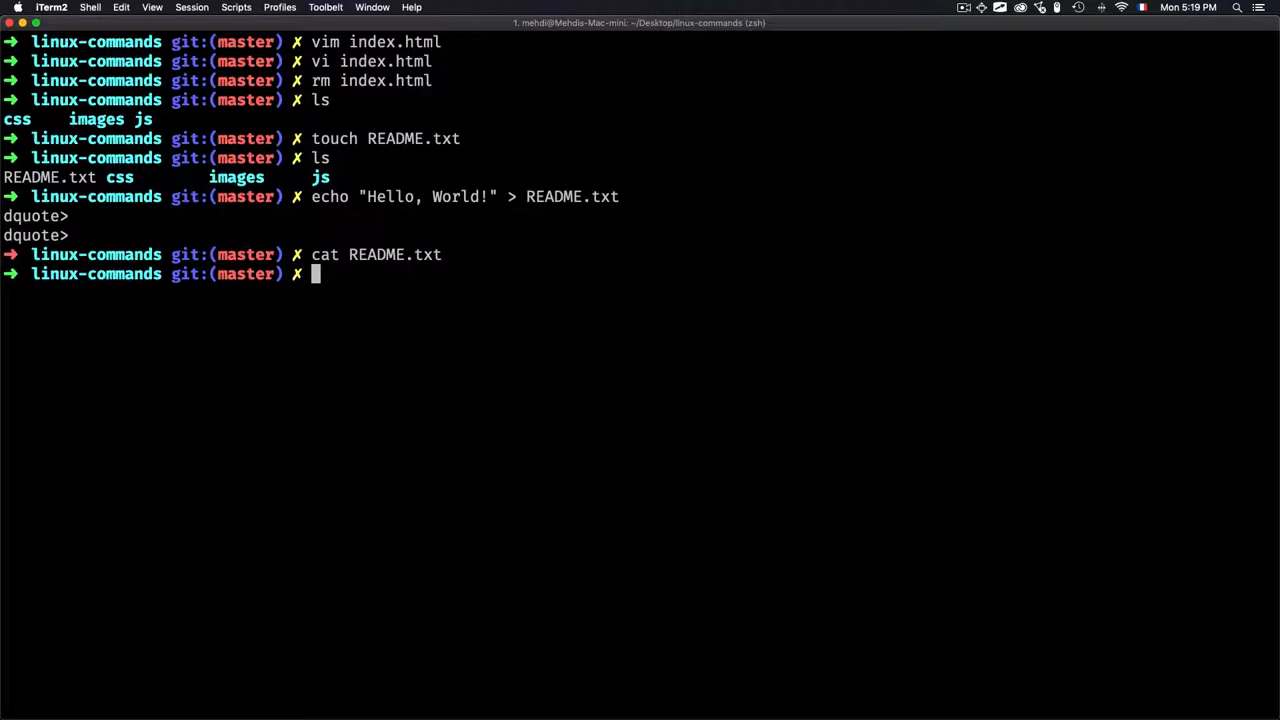 iTerm2 Shell Edit View Session Scripts Profiles Toolbelt Window Help Mon 5:19 PM
1. mehdi@Mehdis-Mac-mini: ~/Desktop/linux-commands (zsh)
➜ linux-commands git:(master) ✗ vim index.html
➜ linux-commands git:(master) ✗ vi index.html
➜ linux-commands git:(master) ✗ rm index.html
➜ linux-commands git:(master) ✗ ls
css images js
➜ linux-commands git:(master) ✗ touch README.txt
➜ linux-commands git:(master) ✗ ls
README.txt css images js
➜ linux-commands git:(master) ✗ echo "Hello, World!" > README.txt
dquote>
dquote>
➜ linux-commands git:(master) ✗ cat README.txt
➜ linux-commands git:(master) ✗